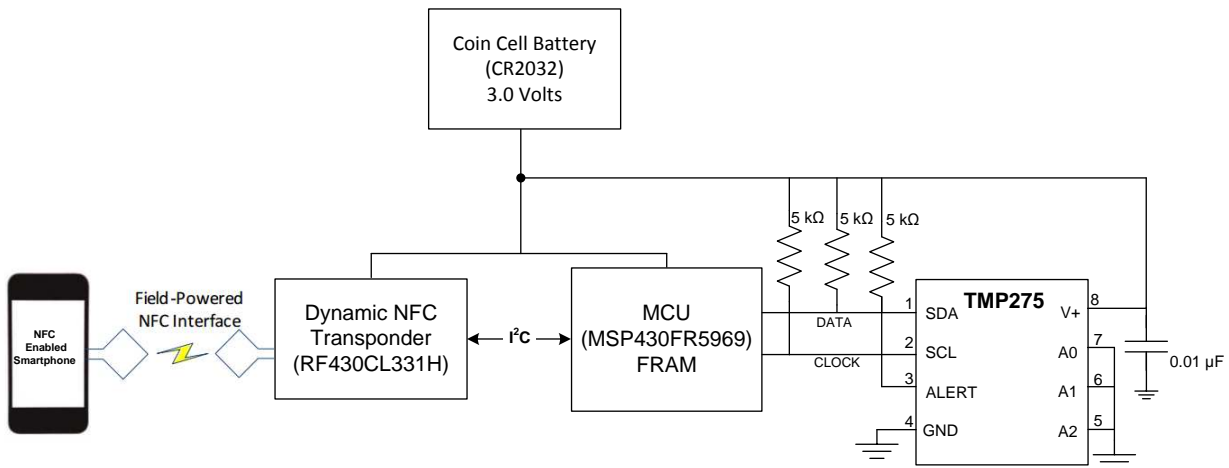 Coin Cell Battery
(CR2032)
3.0 Volts
5 kΩ
5 kΩ
5 kΩ
NFC
Enabled
Smartphone
Field-Powered
NFC Interface
Dynamic NFC
Transponder
(RF430CL331H)
I²C
MCU
(MSP430FR5969)
FRAM
DATA
CLOCK
TMP275
1
SDA
2
SCL
3
ALERT
4
GND
V+
8
A0
7
A1
6
A2
5
0.01 µF